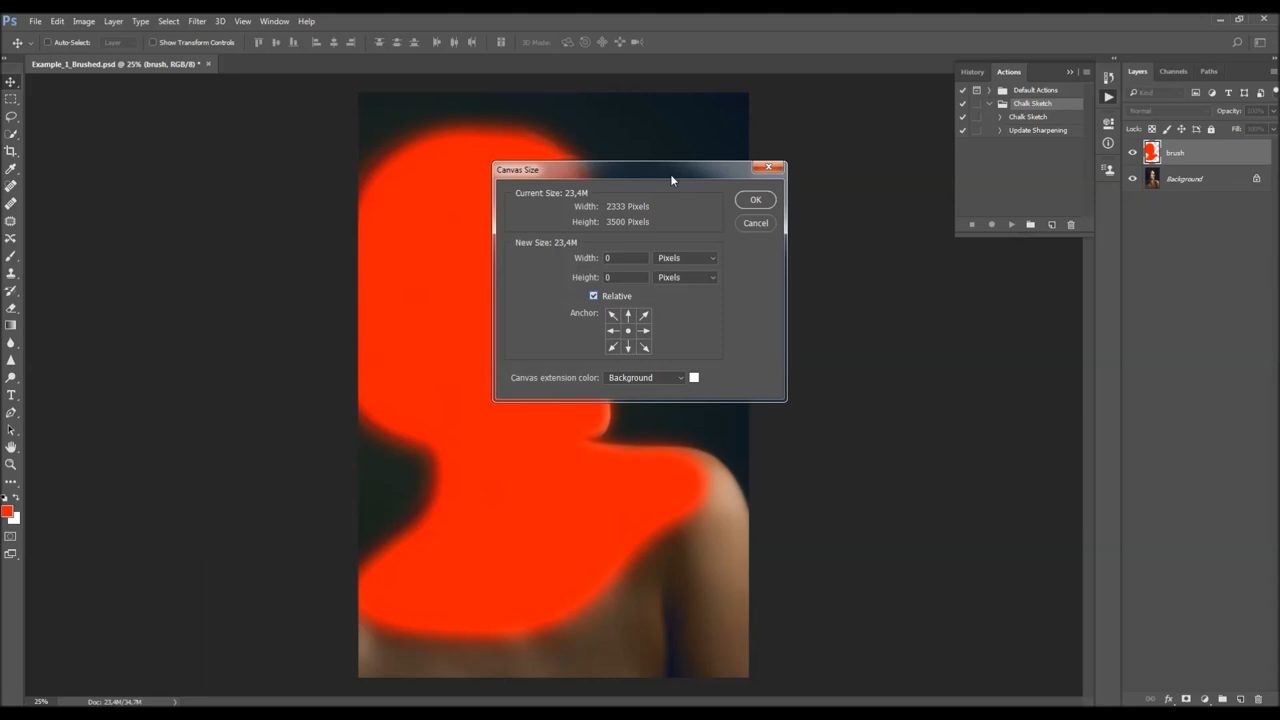 Ps File Edit Image Layer Type Select Filter 3D View Window Help
Auto-Select: Layer Show Transform Controls 3D Mode:
Example_1_Brushed.psd @ 25% (brush, RGB/8) * ×
History Actions
Default Actions
Chalk Sketch
Chalk Sketch
Update Sharpening
Layers Channels Paths
Kind
Normal Opacity: 100%
Lock: Fill: 100%
brush
Background
Canvas Size
Current Size: 23,4M
Width: 2333 Pixels
Height: 3500 Pixels
OK
Cancel
New Size: 23,4M
Width: 0 Pixels
Height: 0 Pixels
Relative
Anchor:
Canvas extension color: Background
25% Doc: 23,4M/34,7M